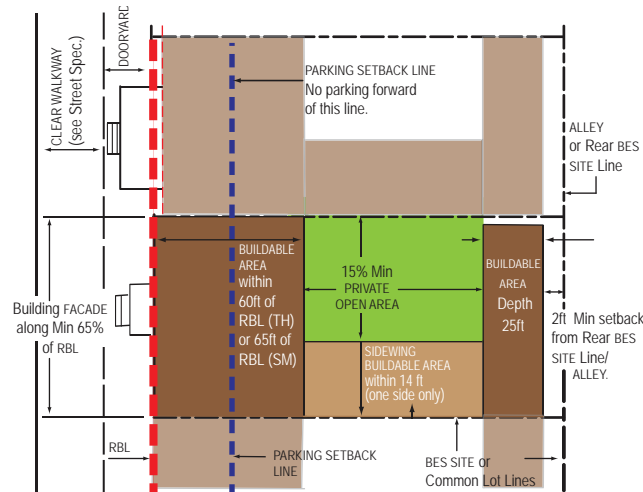 CLEAR WALKWAY
(see Street Spec.)
DOORYARD
PARKING SETBACK LINE
No parking forward
of this line.
ALLEY
or Rear BES
SITE Line
Building FACADE
along Min 65%
of RBL
BUILDABLE
AREA
within
60ft of
RBL (TH)
or 65ft of
RBL (SM)
15% Min
PRIVATE
OPEN AREA
SIDEWING
BUILDABLE AREA
within 14 ft
(one side only)
BUILDABLE
AREA
Depth
25ft
2ft Min setback
from Rear BES
SITE Line/
ALLEY.
RBL
PARKING SETBACK
LINE
BES SITE or
Common Lot Lines